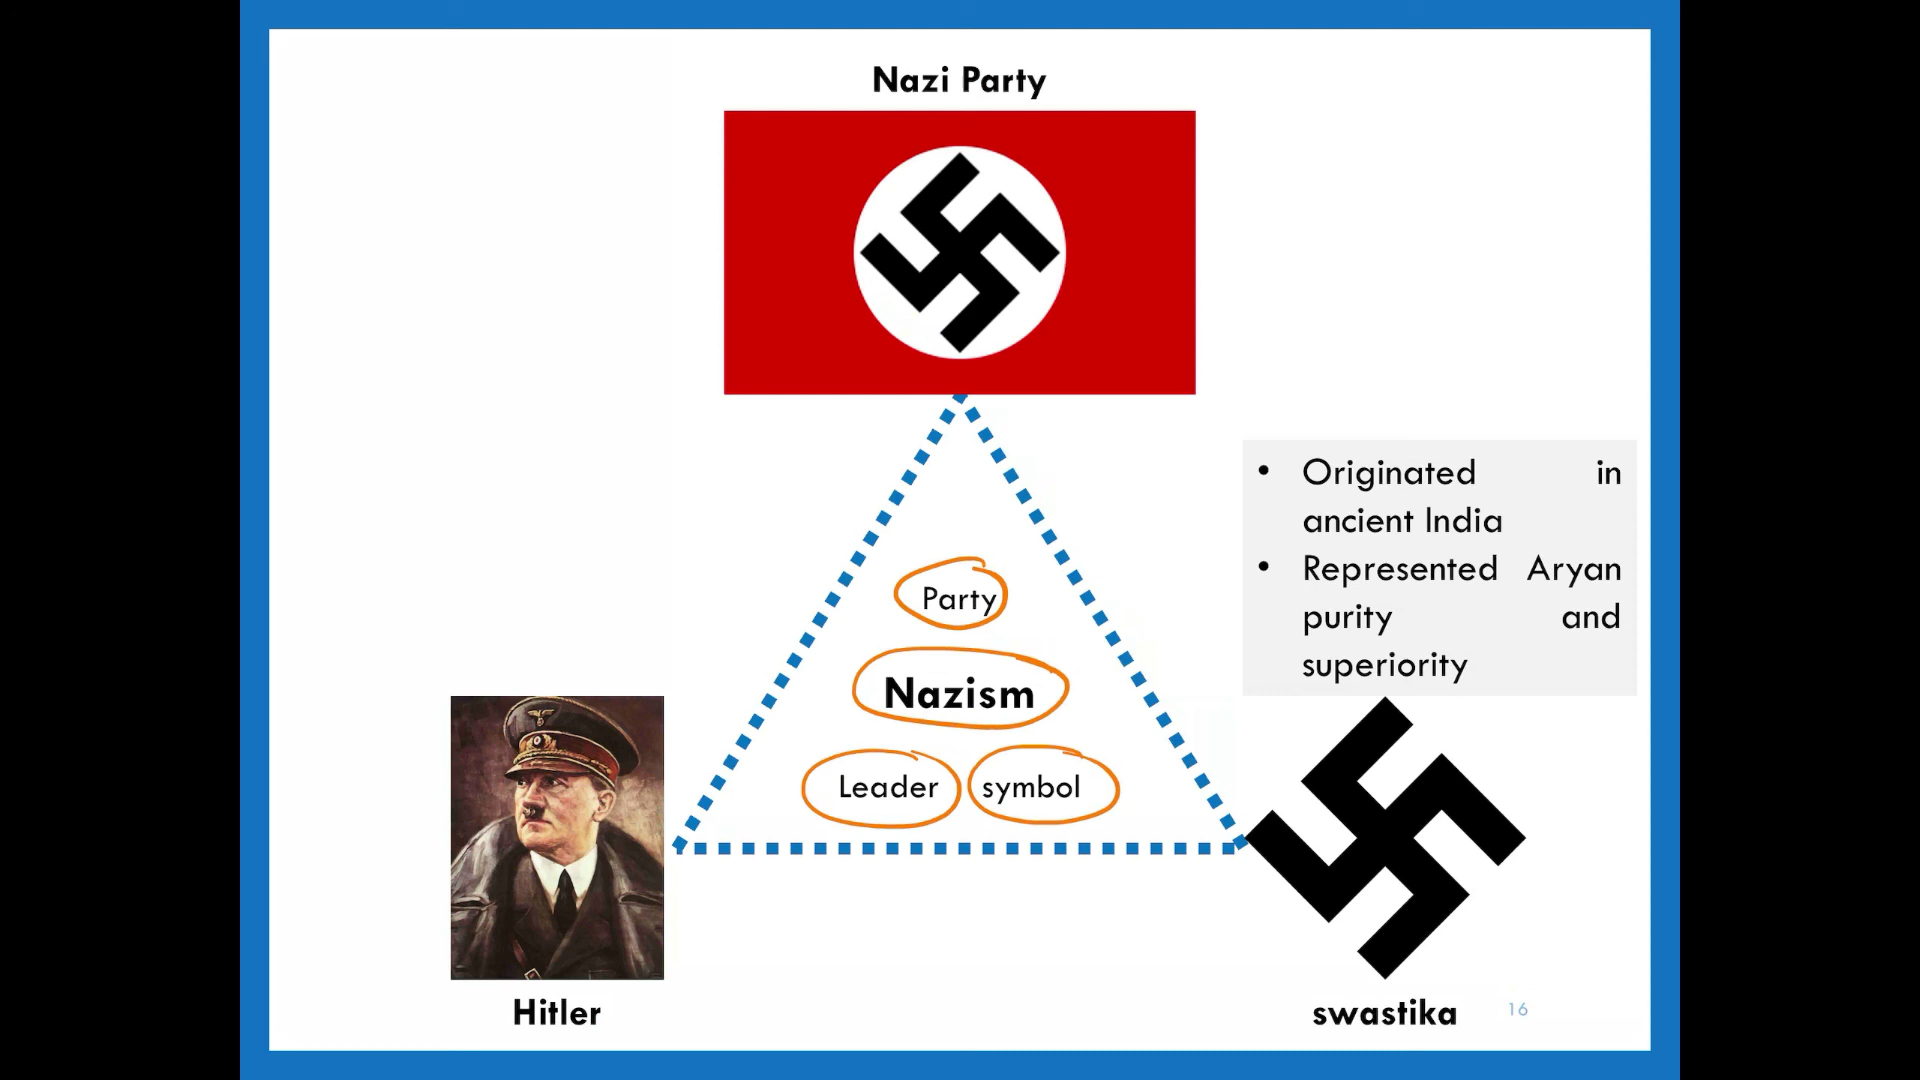 Nazi Party
• Originated in
ancient India
• Represented Aryan
purity and
superiority
Party
Nazism
Leader symbol
Hitler
swastika
16